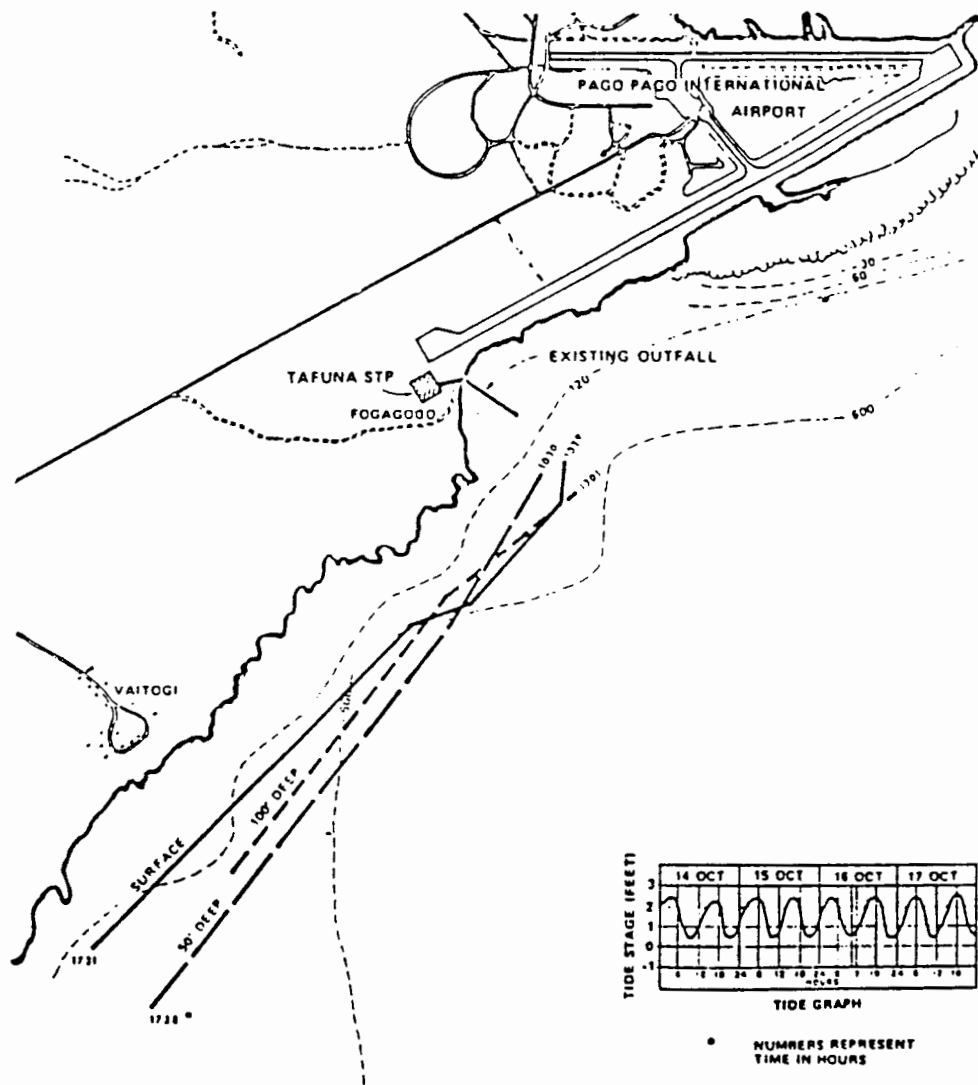 PAGO PAGO INTERNATIONAL
AIRPORT
30
60
EXISTING OUTFALL
120
600
TAFUNA STP
FOGAGOGO
1030
1301
VAITOGI
100' DEEP
SURFACE
50' DEEP
1731
1738 *
TIDE STAGE (FEET)
3
2
1
0
-1
14 OCT
15 OCT
16 OCT
17 OCT
HOURS
TIDE GRAPH
* NUMBERS REPRESENT
TIME IN HOURS